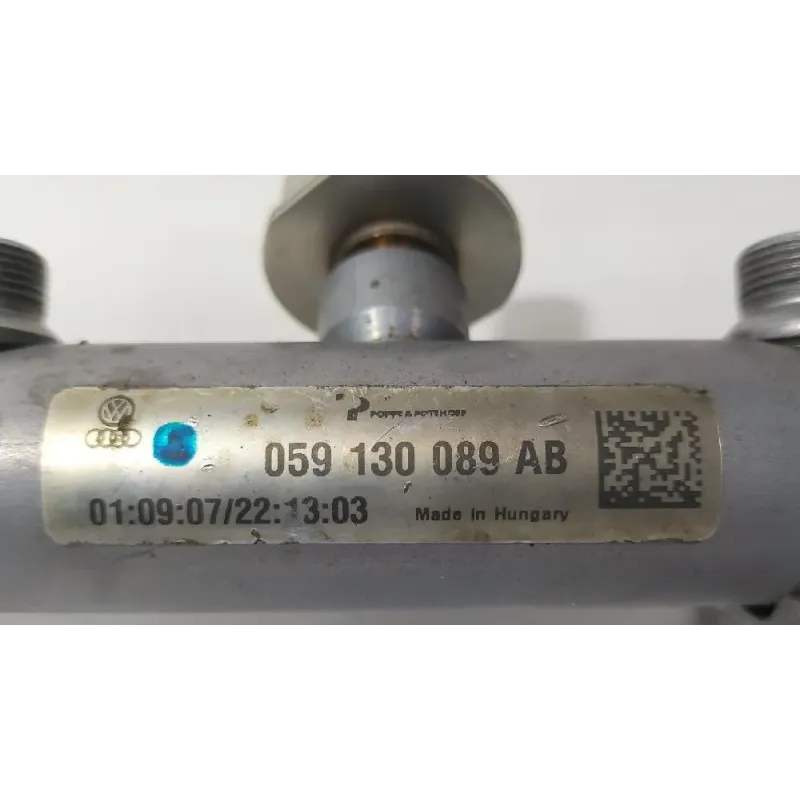 POPPE & POTTHOFF
059 130 089 AB
01:09:07/22:13:03
Made in Hungary